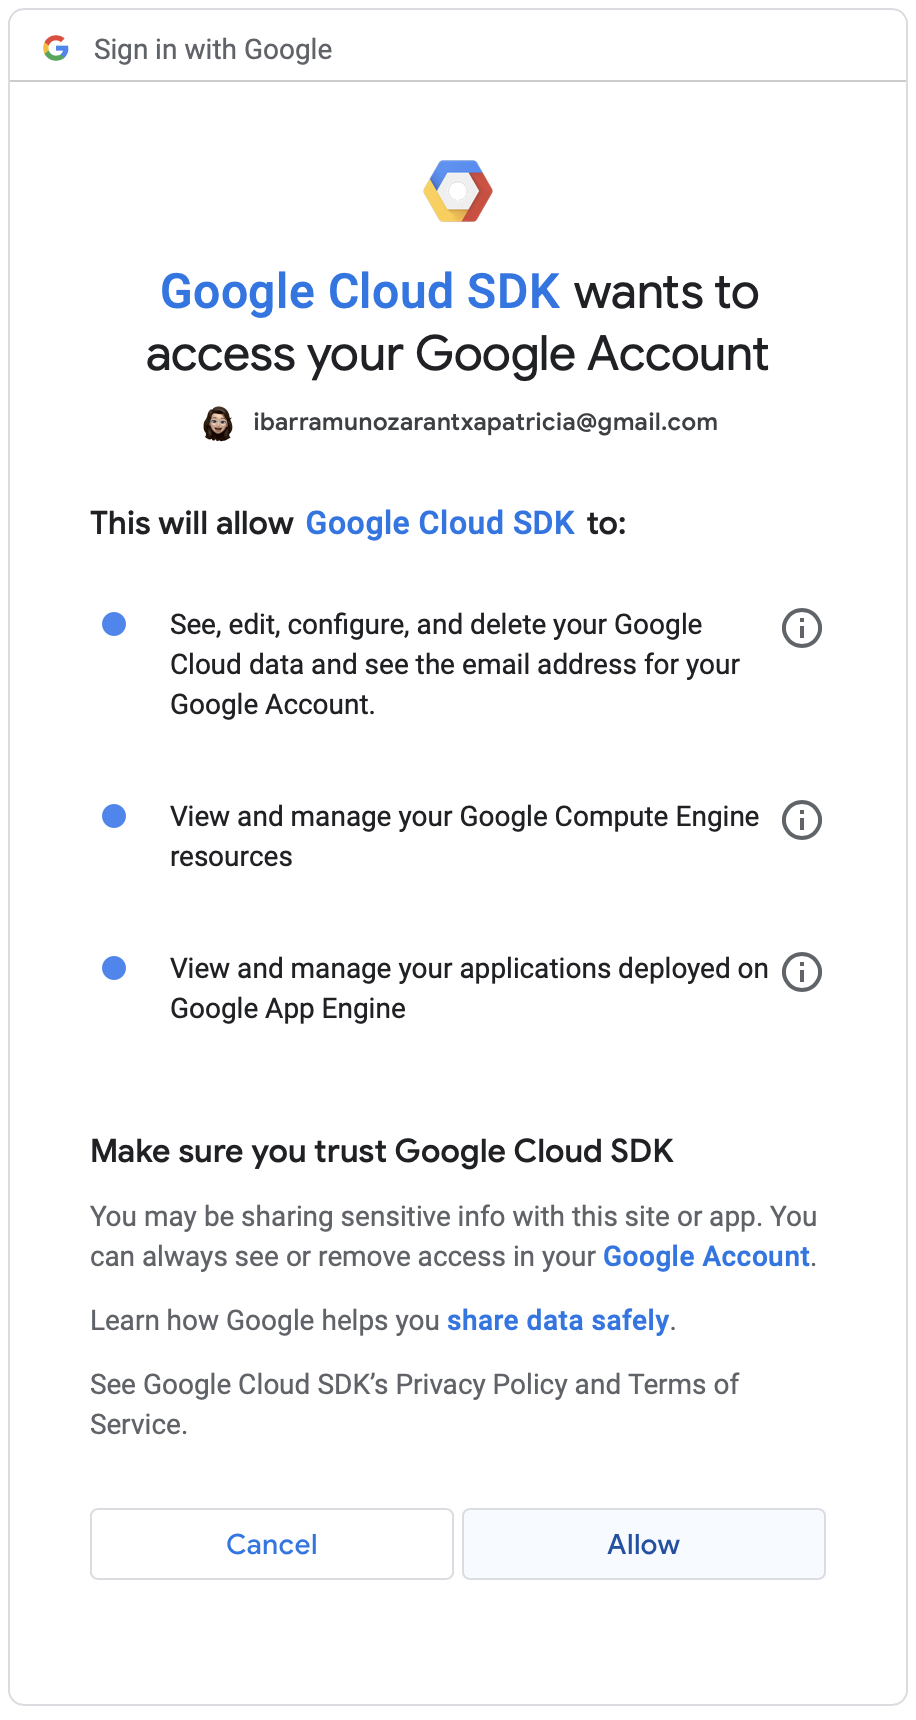 Sign in with Google
Google Cloud SDK wants to
access your Google Account
ibarramunozarantxapatricia@gmail.com
This will allow Google Cloud SDK to:
See, edit, configure, and delete your Google
Cloud data and see the email address for your
Google Account.
View and manage your Google Compute Engine
resources
View and manage your applications deployed on
Google App Engine
Make sure you trust Google Cloud SDK
You may be sharing sensitive info with this site or app. You
can always see or remove access in your Google Account.
Learn how Google helps you share data safely.
See Google Cloud SDK’s Privacy Policy and Terms of
Service.
Cancel
Allow